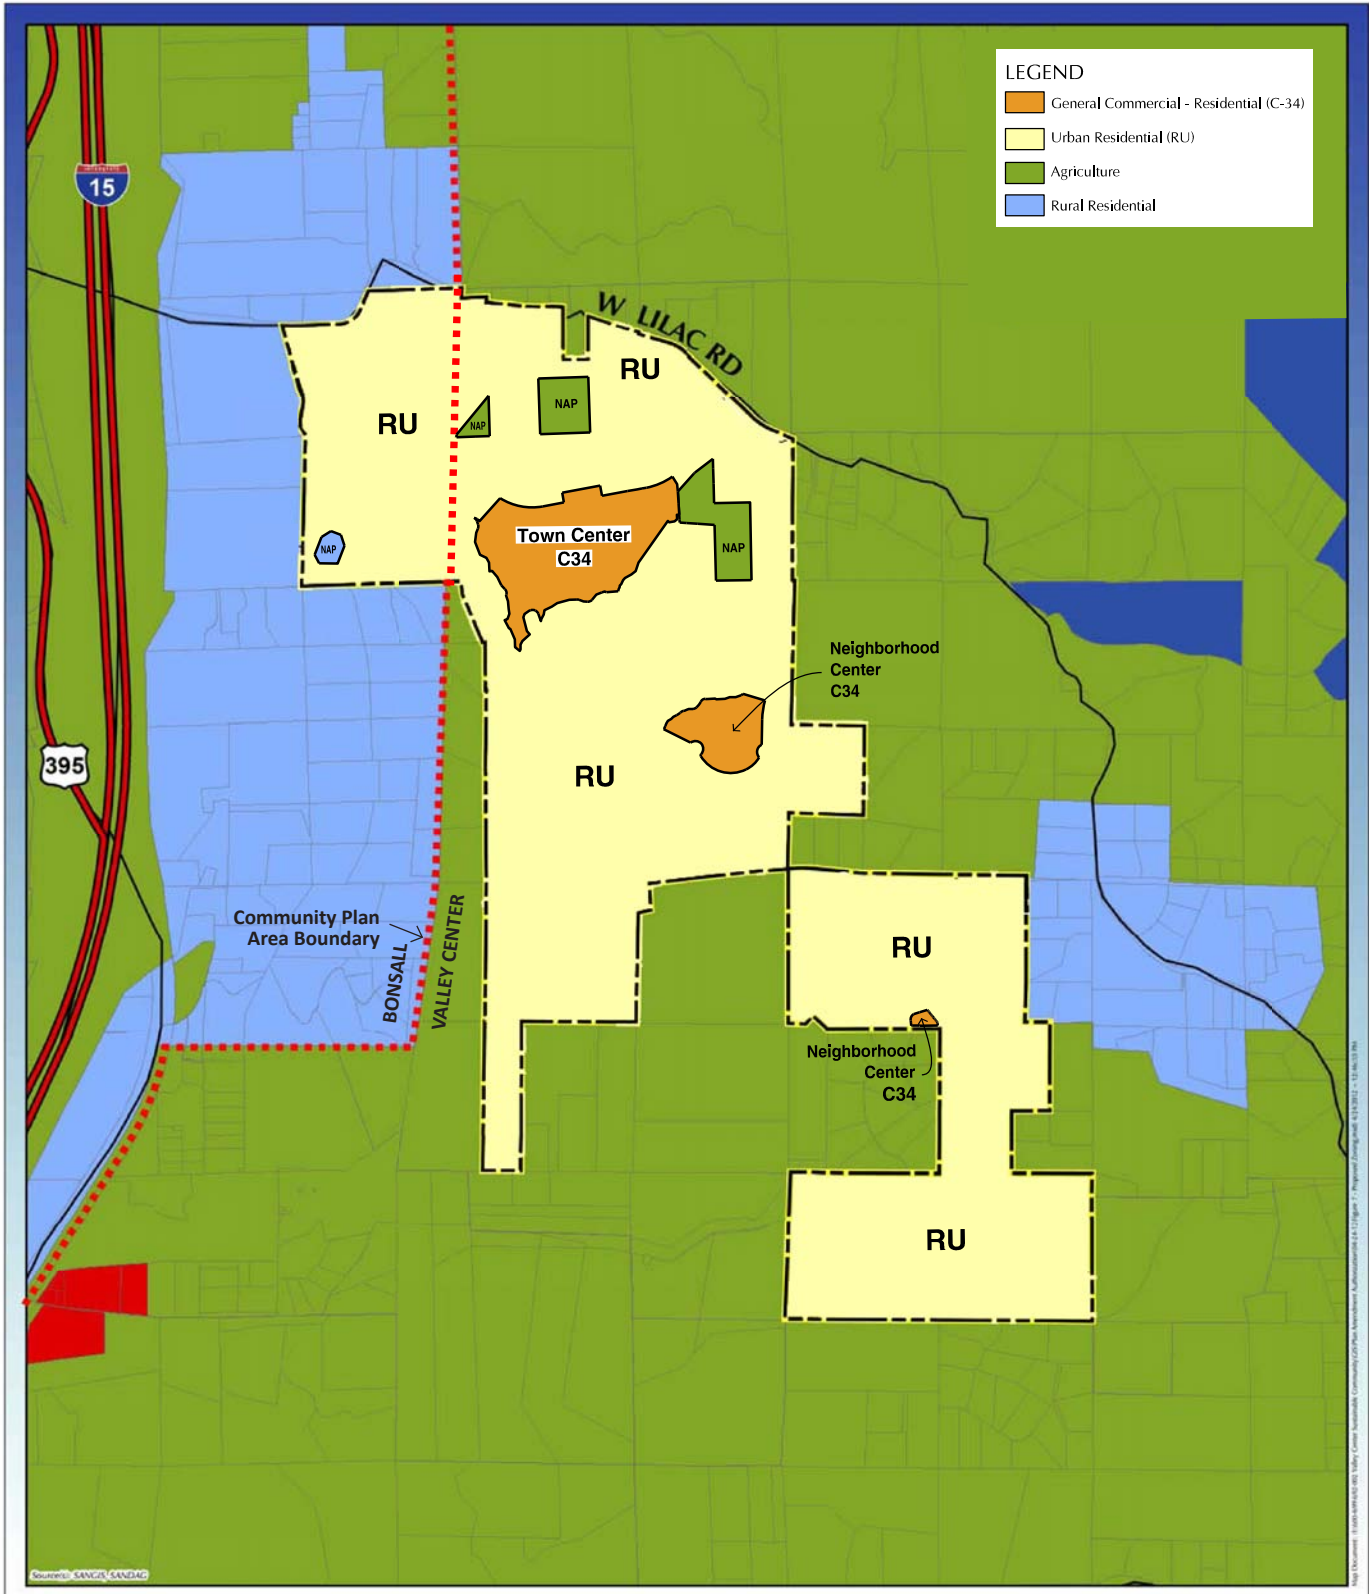 LEGEND
General Commercial - Residential (C-34)
Urban Residential (RU)
Agriculture
Rural Residential
INTERSTATE
15
W LILAC RD
RU
RU
NAP
NAP
Town Center
C34
NAP
NAP
Neighborhood
Center
C34
395
RU
Community Plan
Area Boundary
BONSALL
VALLEY CENTER
RU
Neighborhood
Center
C34
RU
Source(s): SANGIS, SANDAG